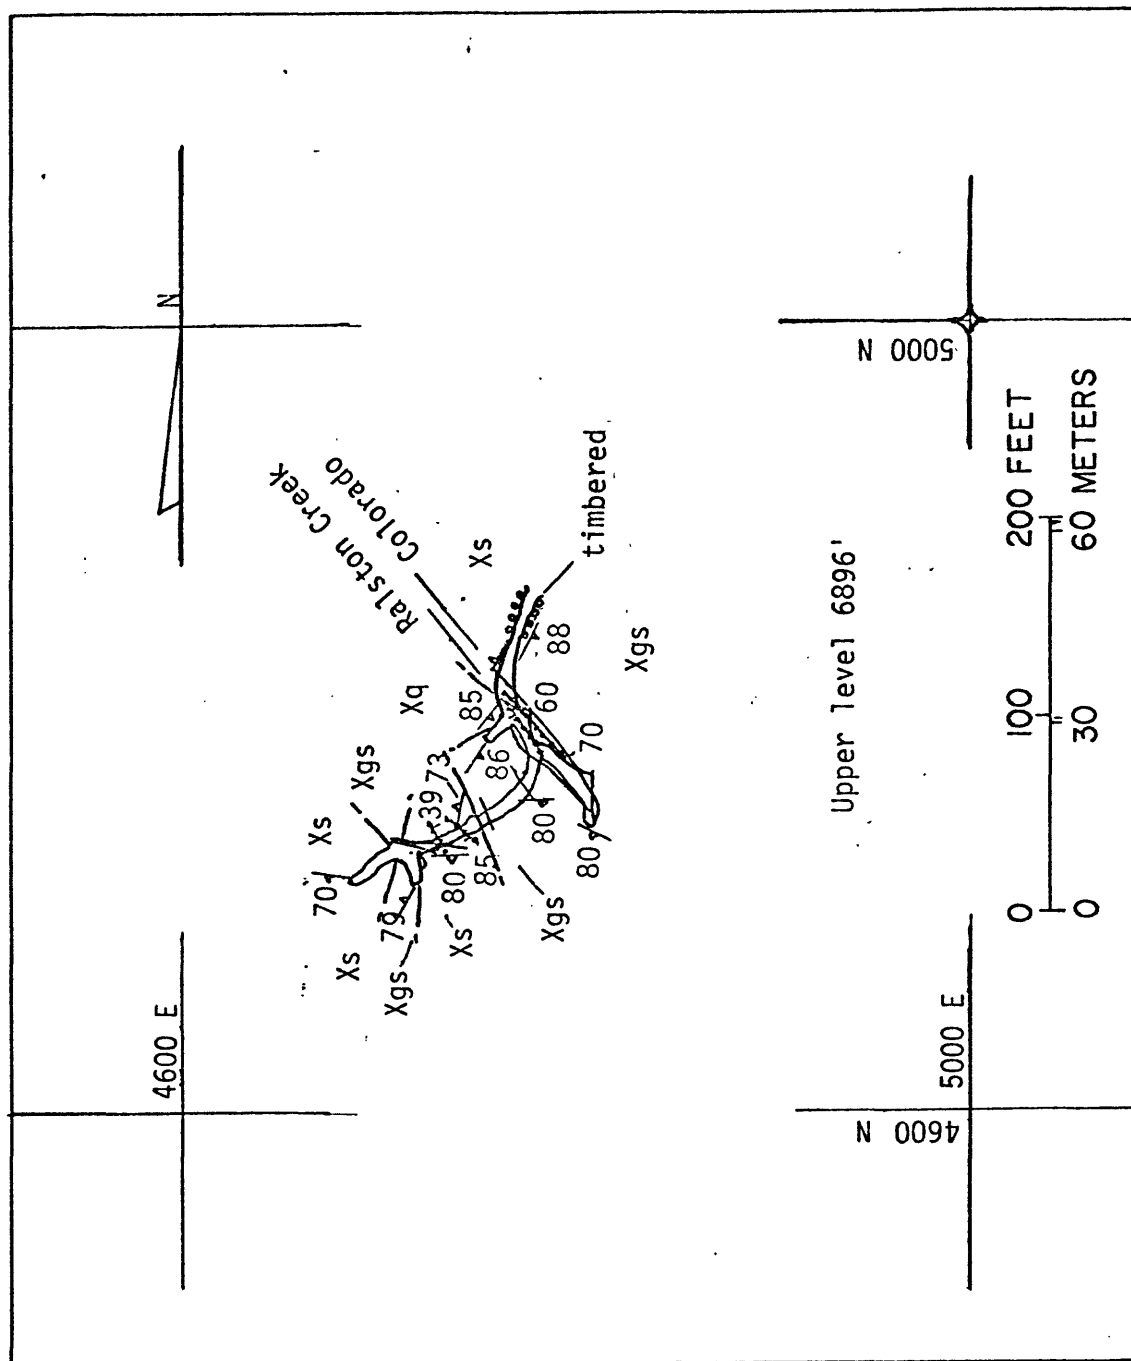 N
4600 E
5000 N
Ralston Creek
Colorado
Xs
timbered
Xq
85
88
60
Xgs
Xgs
73
86
70
Xs
39
70
80
85
80
80
79
Xs
Xs
Xgs
Xgs
Upper level 6896'
5000 E
4600 N
0 100 200 FEET
0 30 60 METERS